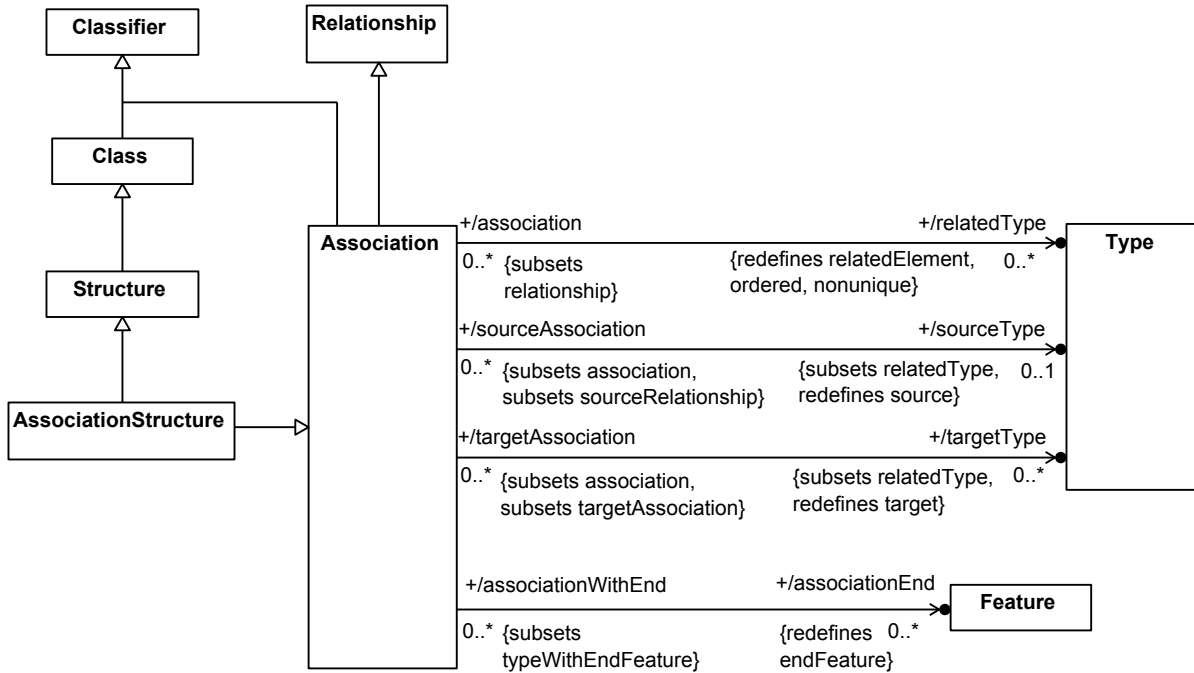 Classifier
Relationship
Class
Structure
AssociationStructure
Association
+/association
+/relatedType
0..* {subsets
relationship}
{redefines relatedElement,
ordered, nonunique}
0..*
+/sourceAssociation
+/sourceType
0..* {subsets association,
subsets sourceRelationship}
{subsets relatedType,
redefines source}
0..1
+/targetAssociation
+/targetType
0..* {subsets association,
subsets targetAssociation}
{subsets relatedType,
redefines target}
0..*
Type
+/associationWithEnd
+/associationEnd
0..* {subsets
typeWithEndFeature}
{redefines
endFeature}
0..*
Feature